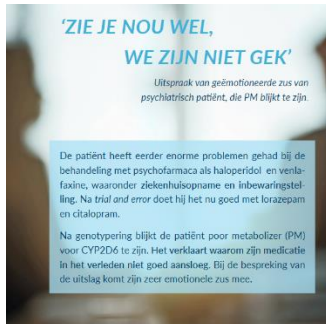 ‘ZIE JE NOU WEL,
WE ZIJN NIET GEK’
Uitspraak van geëmotioneerde zus van
psychiatrisch patiënt, die PM blijkt te zijn.
De patiënt heeft eerder enorme problemen gehad bij de
behandeling met psychofarmaca als haloperidol en venla-
faxine, waaronder ziekenhuisopname en inbewaringstel-
ling. Na trial and error doet hij het nu goed met lorazepam
en citalopram.
Na genotypering blijkt de patiënt poor metabolizer (PM)
voor CYP2D6 te zijn. Het verklaart waarom zijn medicatie
in het verleden niet goed aansloeg. Bij de bespreking van
de uitslag komt zijn zeer emotionele zus mee.